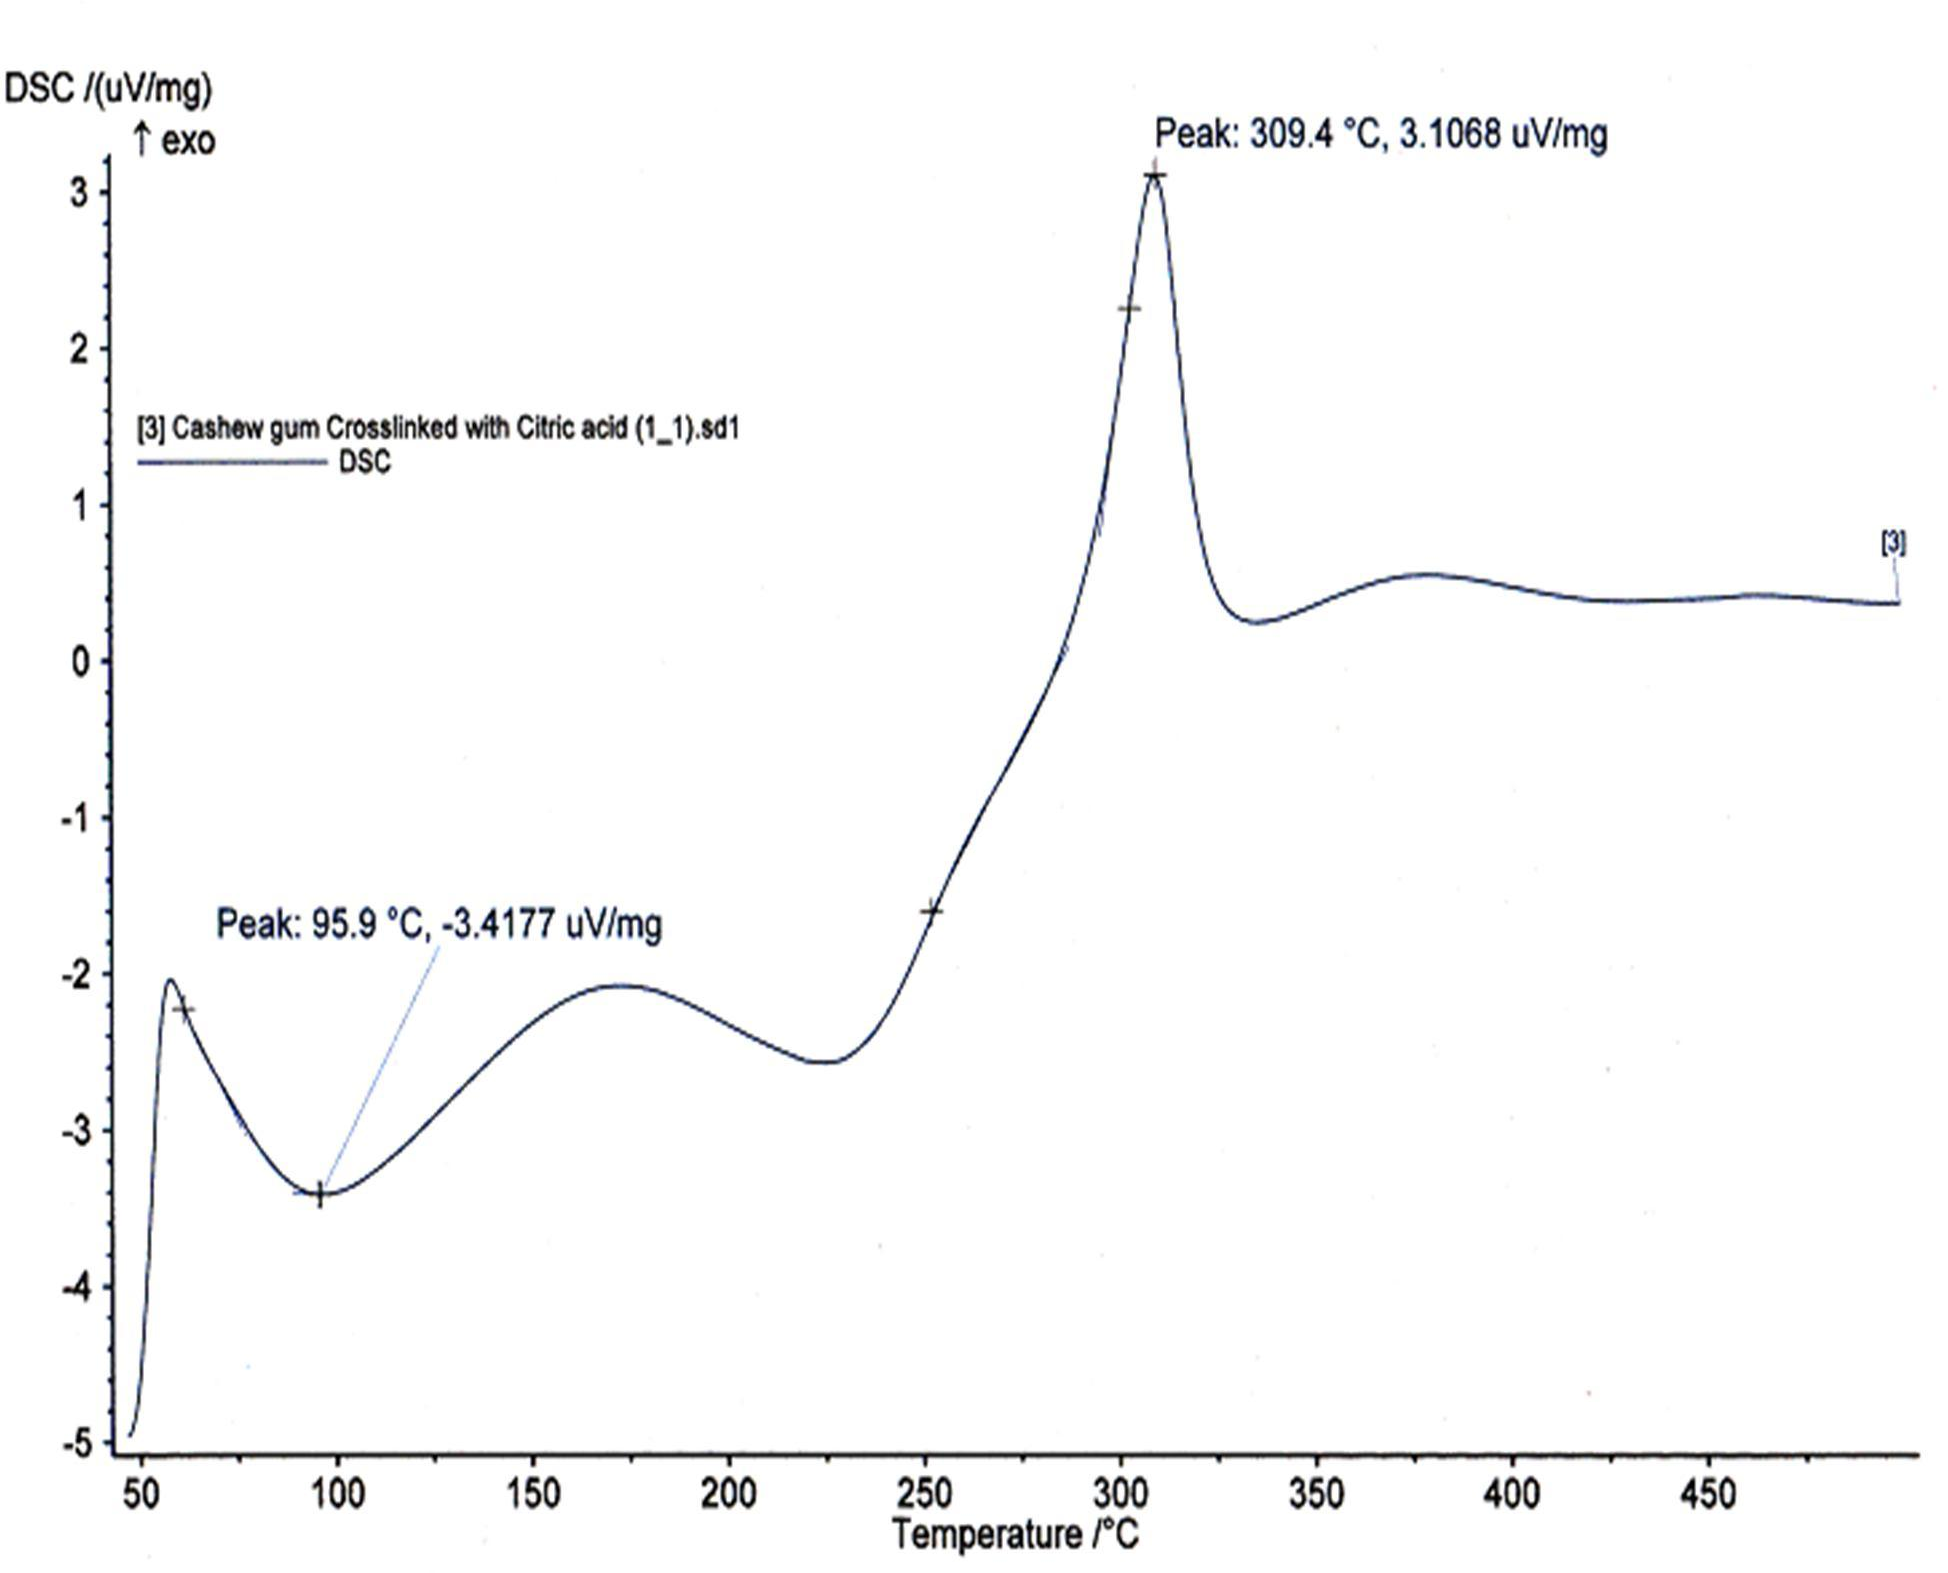 DSC /(uV/mg)
↑ exo
Peak: 309.4 °C, 3.1068 uV/mg
3
2
[3] Cashew gum Crosslinked with Citric acid (1_1).sd1
DSC
1
[3]
0
-1
Peak: 95.9 °C, -3.4177 uV/mg
-2
-3
-4
-5
50 100 150 200 250 300 350 400 450
Temperature /°C